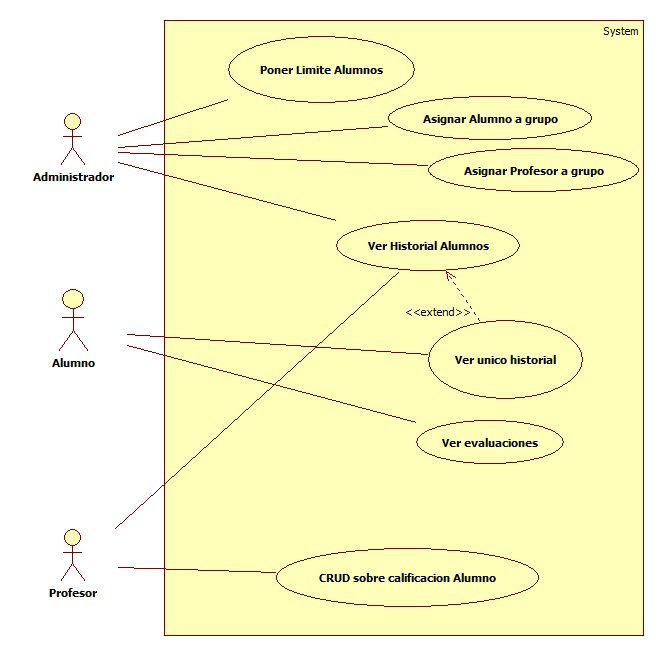 System
Poner Limite Alumnos
Asignar Alumno a grupo
Asignar Profesor a grupo
Administrador
Ver Historial Alumnos
<<extend>>
Alumno
Ver unico historial
Ver evaluaciones
CRUD sobre calificacion Alumno
Profesor